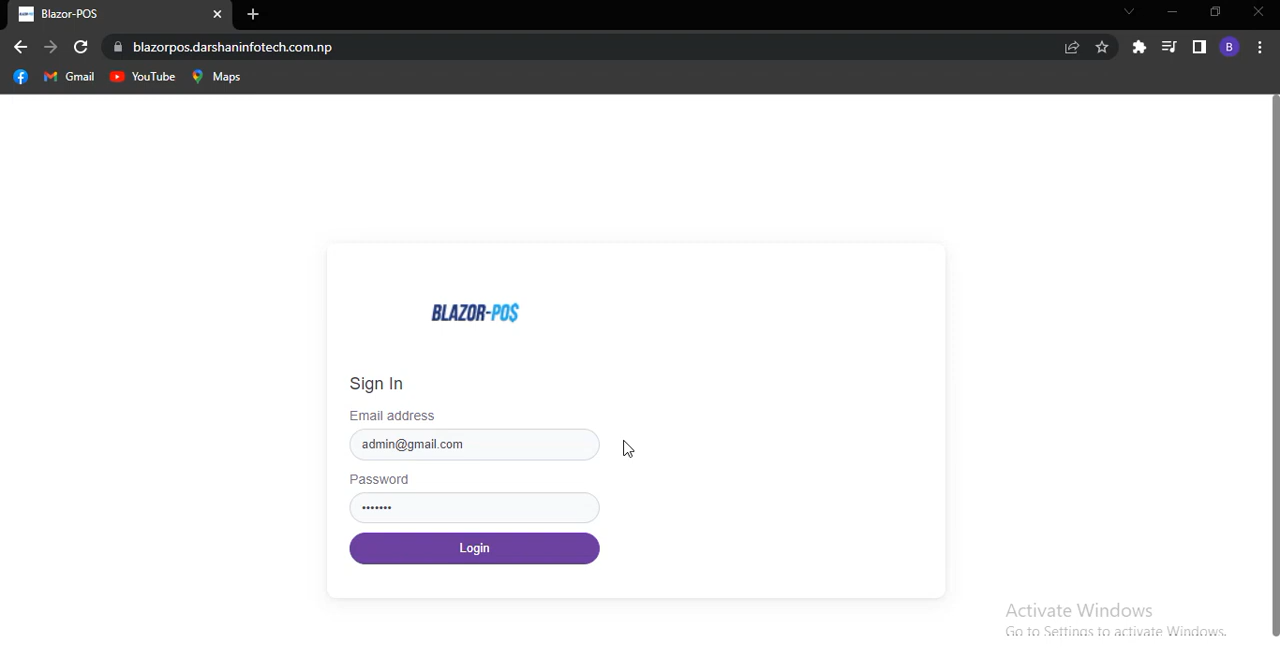 Blazor-POS
blazorpos.darshaninfotech.com.np
B
Gmail
YouTube
Maps
BLAZOR-PO$
Sign In
Email address
admin@gmail.com
Password
•••••••
Login
Activate Windows
Go to Settings to activate Windows.